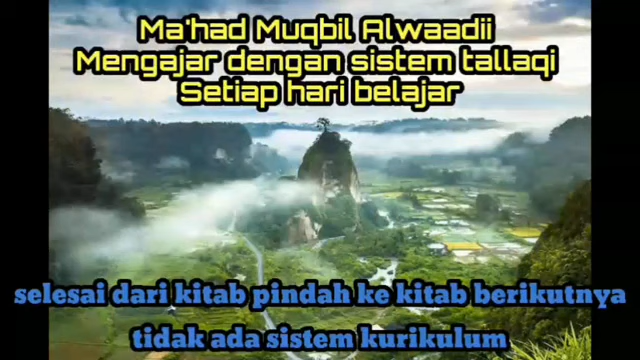 Ma'had Muqbil Alwaadii
Mengajar dengan sistem tallaqi
Setiap hari belajar
selesai dari kitab pindah ke kitab berikutnya
tidak ada sistem kurikulum